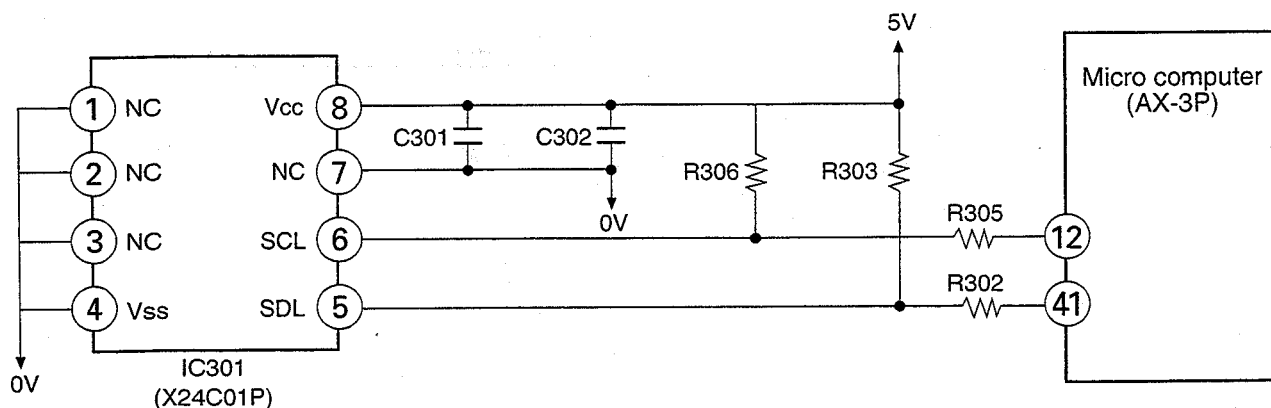 5V
Micro computer
(AX-3P)
1 NC
Vcc 8
C301
C302
2 NC
NC 7
R306
R303
0V
3 NC
SCL 6
R305
12
4 Vss
SDL 5
R302
41
0V
IC301
(X24C01P)